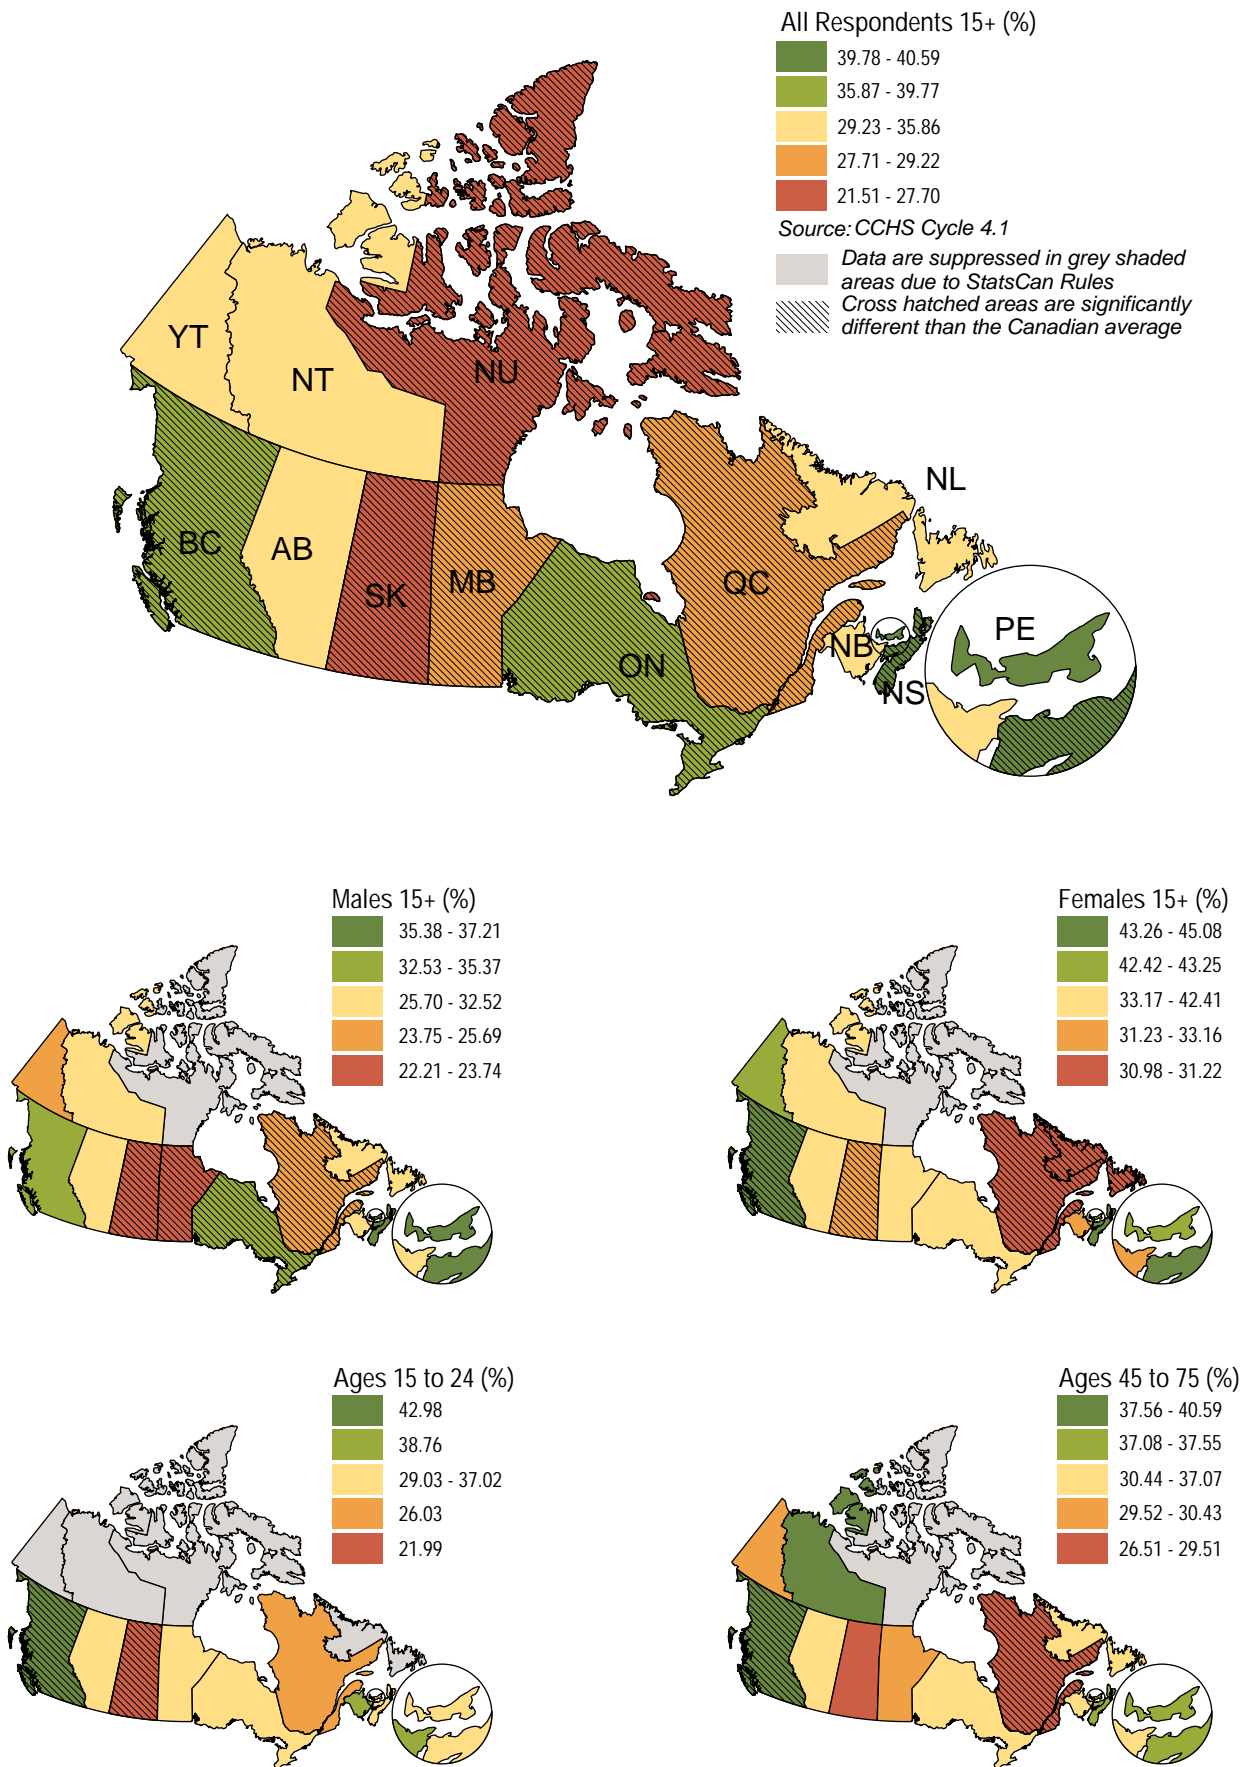 All Respondents 15+ (%)
39.78 - 40.59
35.87 - 39.77
29.23 - 35.86
27.71 - 29.22
21.51 - 27.70
Source: CCHS Cycle 4.1
Data are suppressed in grey shaded
areas due to StatsCan Rules
Cross hatched areas are significantly
different than the Canadian average
YT
NT
NU
NL
BC
AB
SK
MB
QC
ON
NB
NS
PE
Males 15+ (%)
35.38 - 37.21
32.53 - 35.37
25.70 - 32.52
23.75 - 25.69
22.21 - 23.74
Females 15+ (%)
43.26 - 45.08
42.42 - 43.25
33.17 - 42.41
31.23 - 33.16
30.98 - 31.22
Ages 15 to 24 (%)
42.98
38.76
29.03 - 37.02
26.03
21.99
Ages 45 to 75 (%)
37.56 - 40.59
37.08 - 37.55
30.44 - 37.07
29.52 - 30.43
26.51 - 29.51